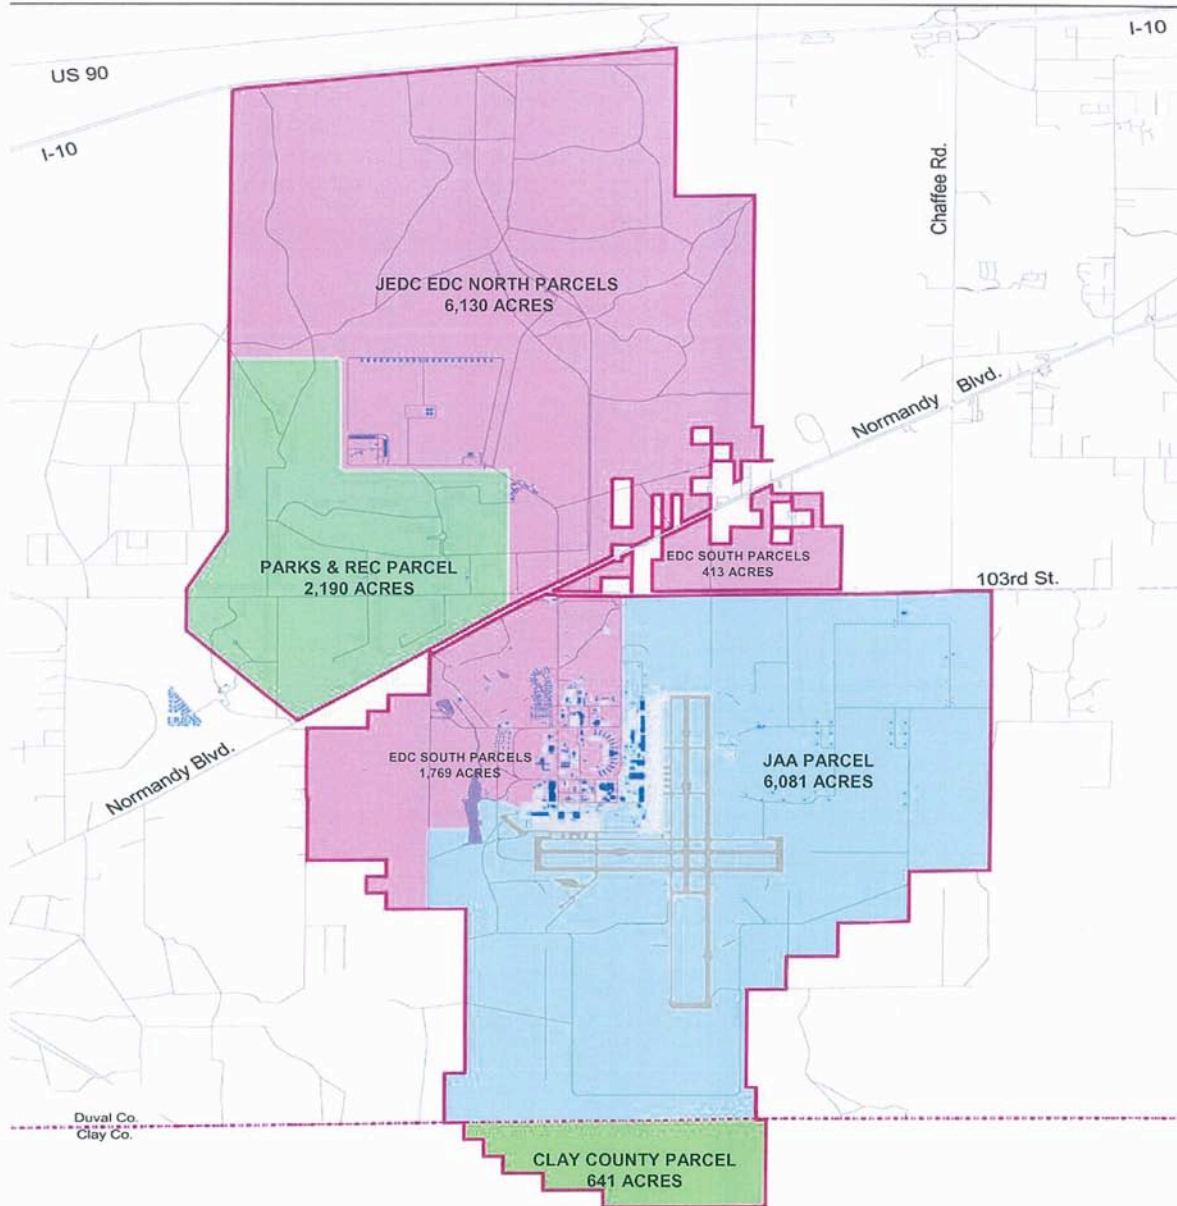 I-10
US 90
I-10
Chaffee Rd.
JEDC EDC NORTH PARCELS
6,130 ACRES
Normandy Blvd.
EDC SOUTH PARCELS
413 ACRES
PARKS & REC PARCEL
2,190 ACRES
103rd St.
EDC SOUTH PARCELS
1,769 ACRES
JAA PARCEL
6,081 ACRES
Normandy Blvd.
Duval Co.
Clay Co.
CLAY COUNTY PARCEL
641 ACRES